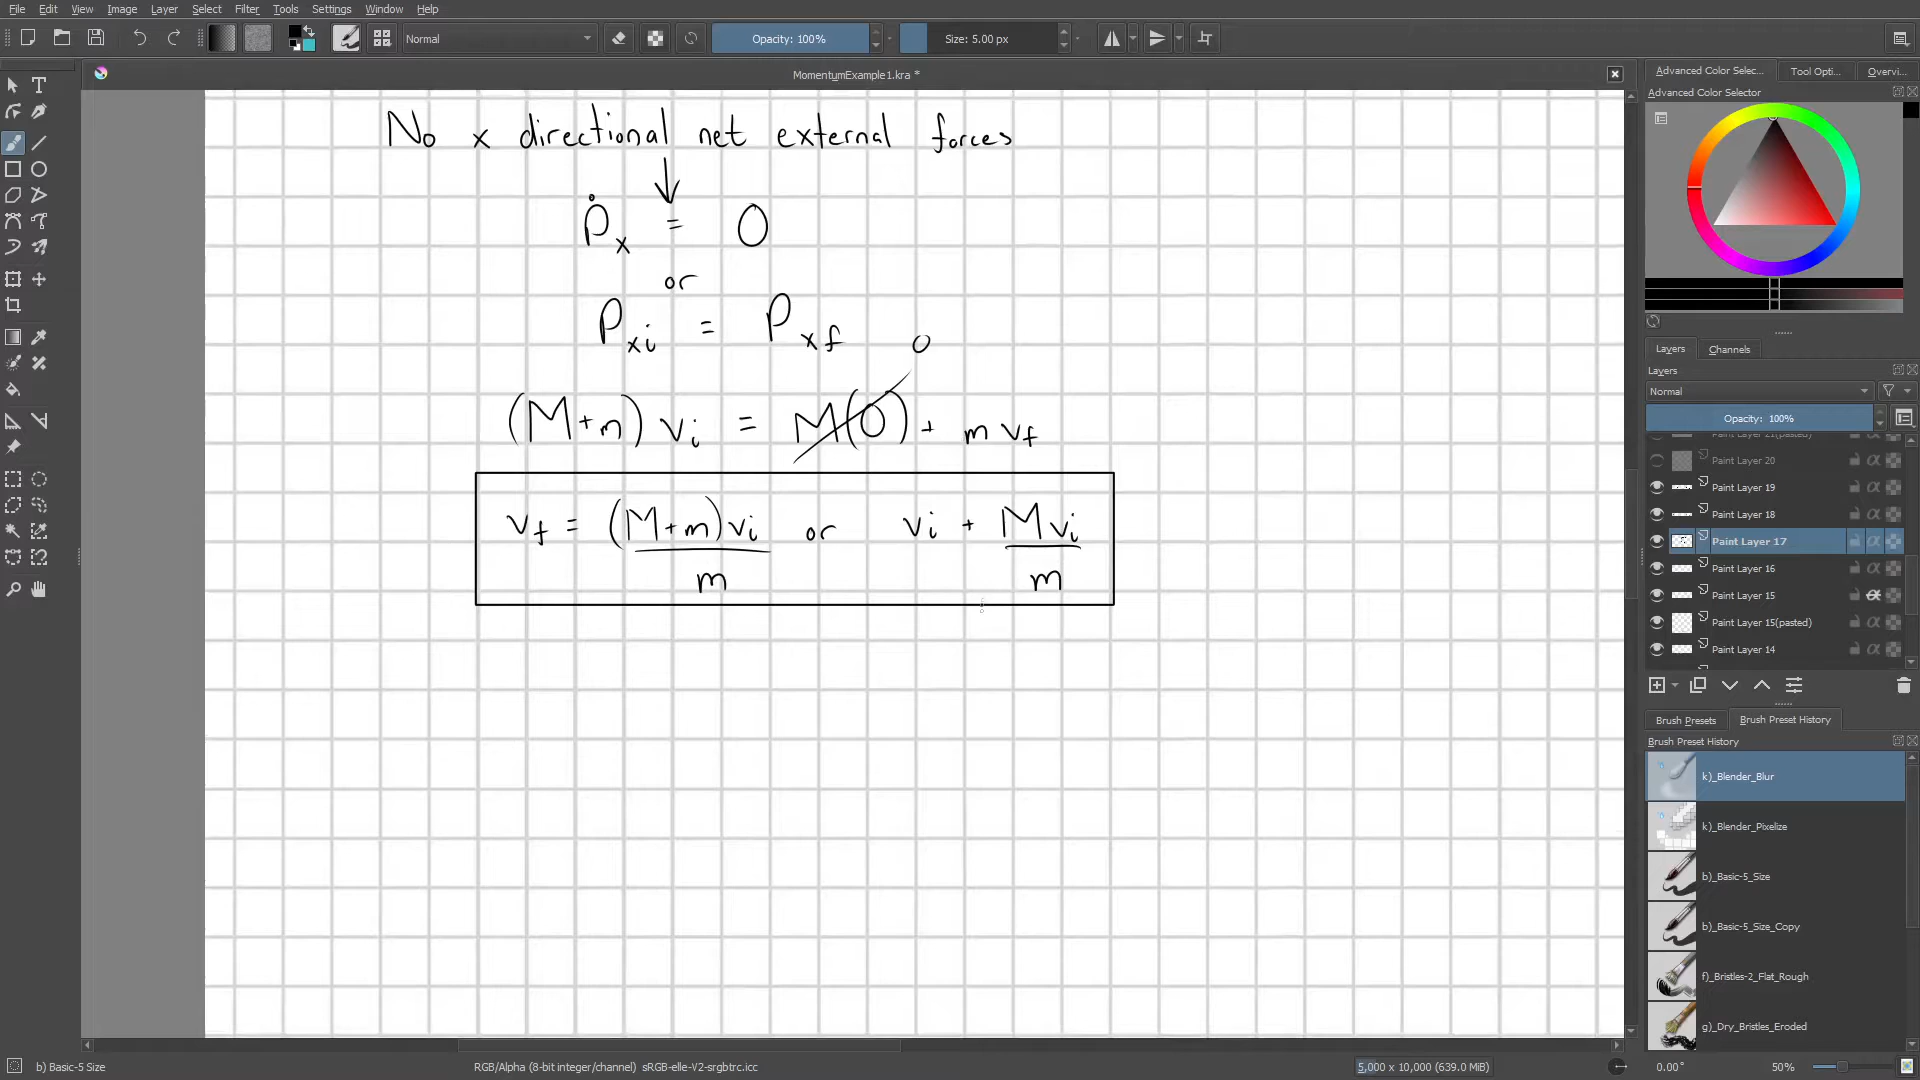 File Edit View Image Layer Select Filter Tools Settings Window Help
Normal Opacity: 100% Size: 5.00 px
MomentumExample1.kra *
No x directional net external forces
Ṗx = 0
or
Pxi = Pxf
0
(M+m) vi = M(0) + m vf
vf = (M+m)vi/m or vi + Mvi/m
Advanced Color Selec... Tool Opti... Overvi...
Advanced Color Selector
Layers Channels
Layers
Normal
Opacity: 100%
Paint Layer 21(pasted)
Paint Layer 20
Paint Layer 19
Paint Layer 18
Paint Layer 17
Paint Layer 16
Paint Layer 15
Paint Layer 15(pasted)
Paint Layer 14
Brush Presets Brush Preset History
Brush Preset History
k)_Blender_Blur
k)_Blender_Pixelize
b)_Basic-5_Size
b)_Basic-5_Size_Copy
f)_Bristles-2_Flat_Rough
g)_Dry_Bristles_Eroded
b) Basic-5 Size RGB/Alpha (8-bit integer/channel) sRGB-elle-V2-srgbtrc.icc 5,000 x 10,000 (639.0 MiB) 0.00° 50%